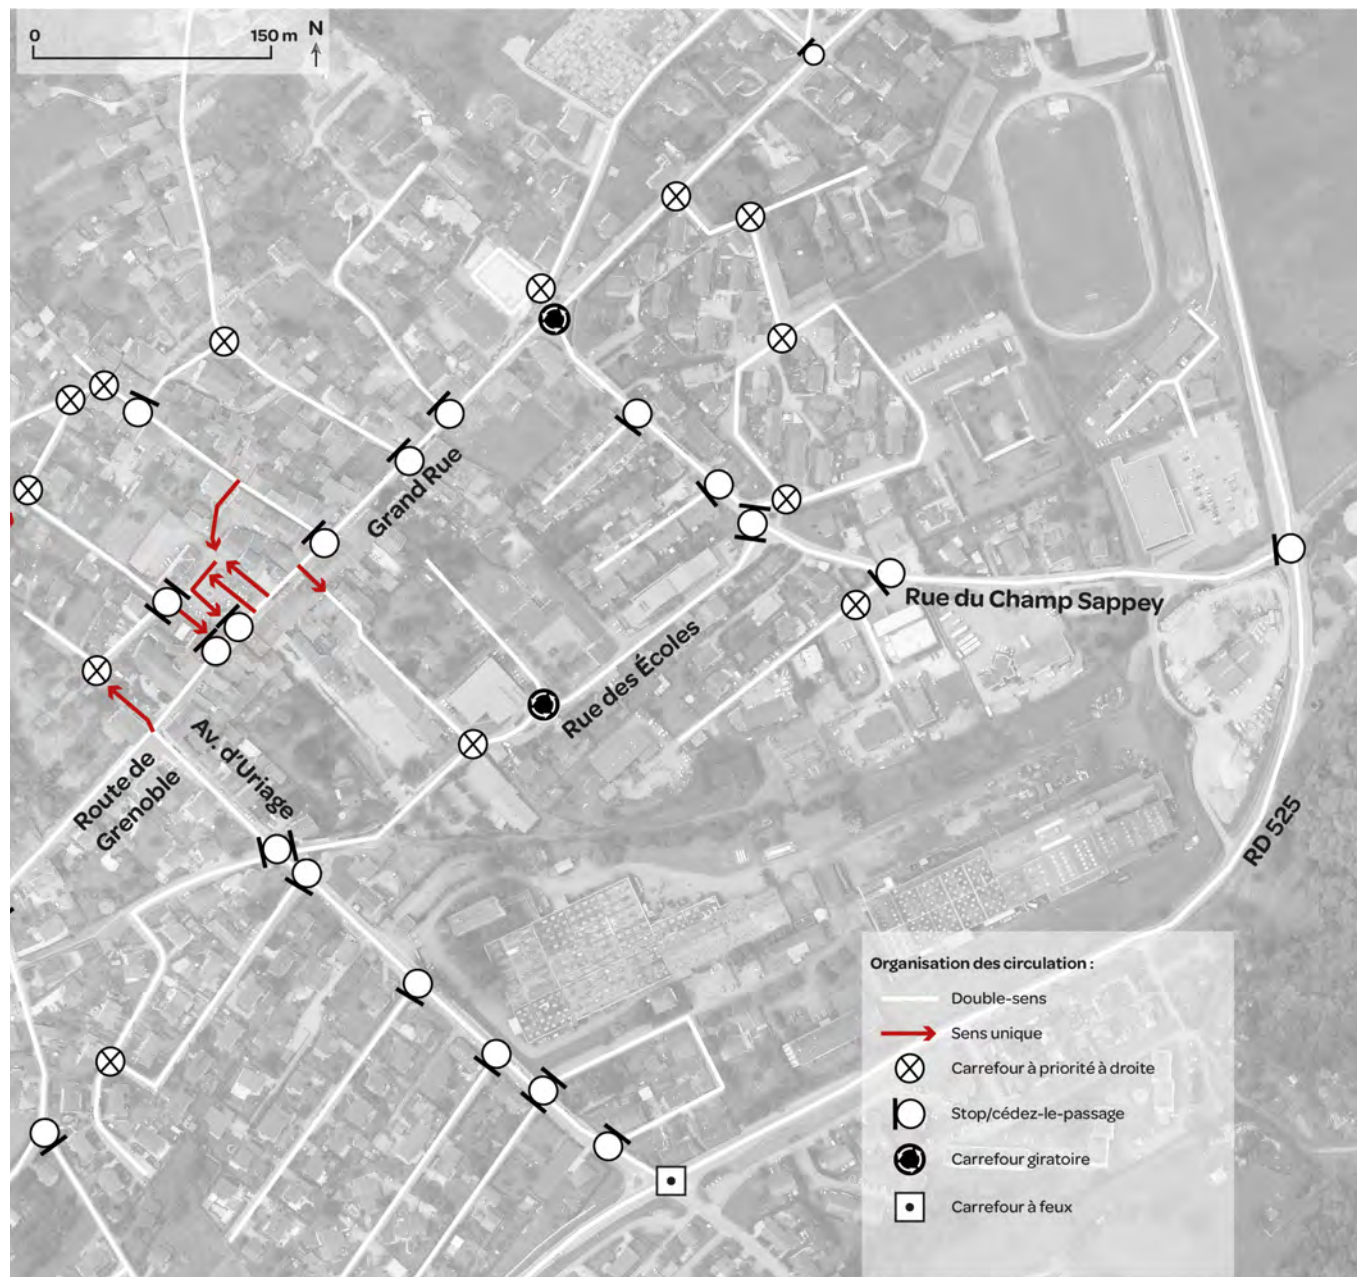 0 150 m N
Grand Rue
Rue du Champ Sappey
Rue des Écoles
Av. d'Uriage
Route de
Grenoble
RD 525
Organisation des circulation :
Double-sens
Sens unique
Carrefour à priorité à droite
Stop/cédez-le-passage
Carrefour giratoire
Carrefour à feux